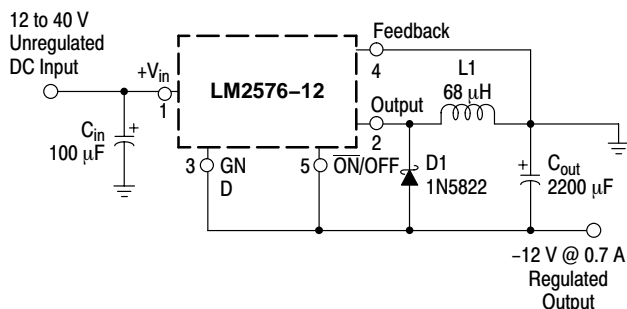 12 to 40 V
Unregulated
DC Input
+Vin
1
Cin
100 µF
+
LM2576–12
Feedback
4
Output
2
3
GN
D
5
ON/OFF
L1
68 µH
D1
1N5822
+
Cout
2200 µF
–12 V @ 0.7 A
Regulated
Output